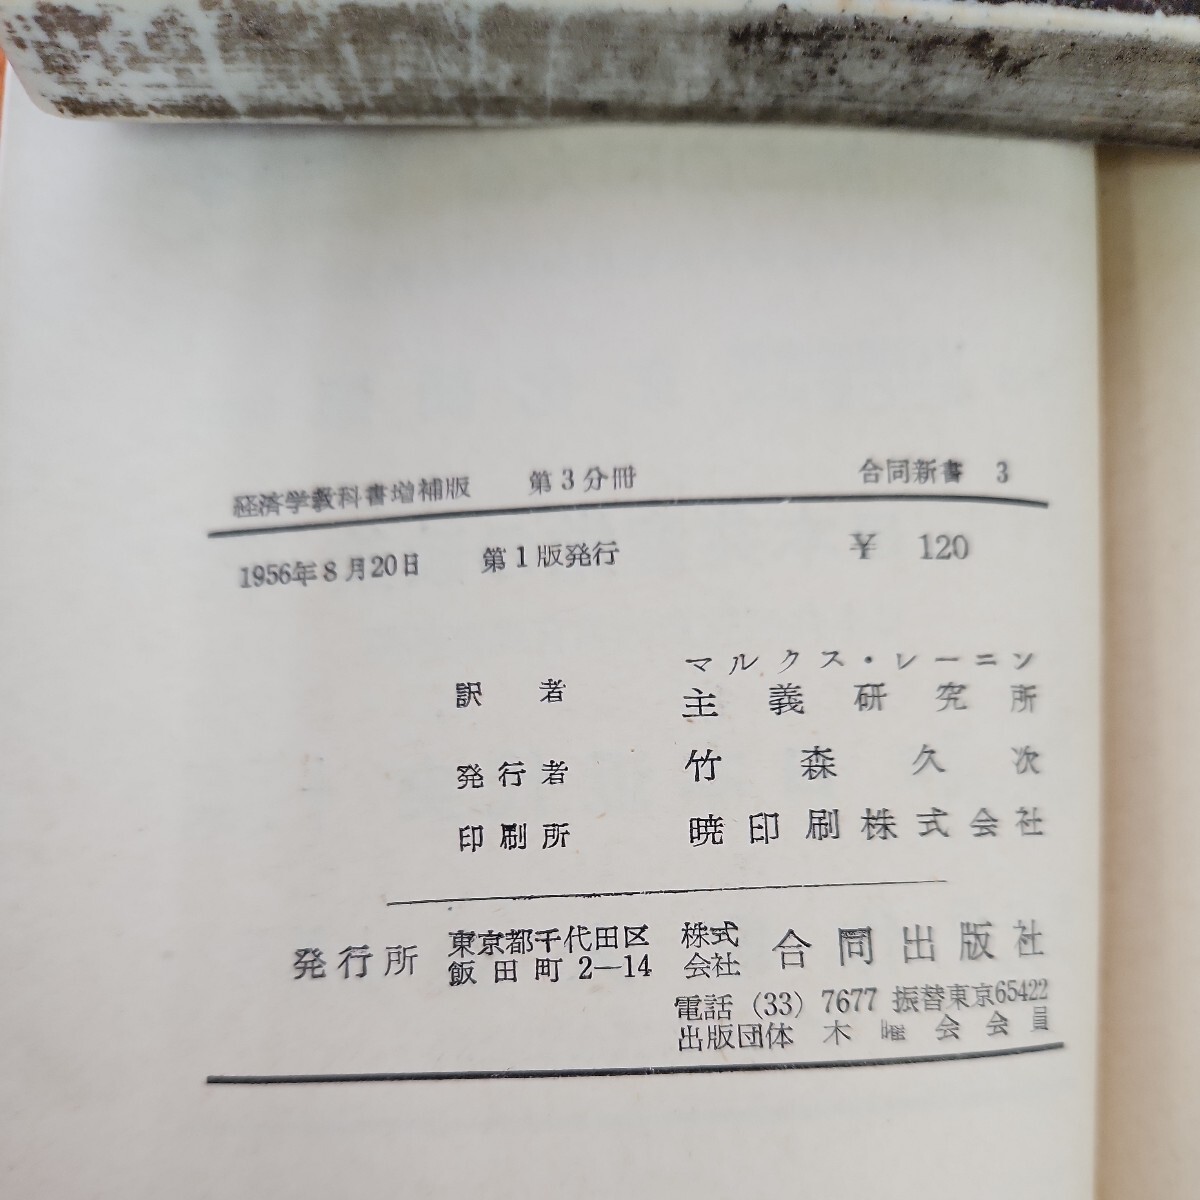 経済学教科書増補版 第3分冊 合同新書 3
1956年8月20日 第1版発行 ¥ 120
マルクス・レーニン
訳者 主義研究所
発行者 竹森久次
印刷所 暁印刷株式会社
発行所 東京都千代田区飯田町2—14 株式会社 合同出版社
電話 (33) 7677 振替東京65422
出版団体 木曜会会員